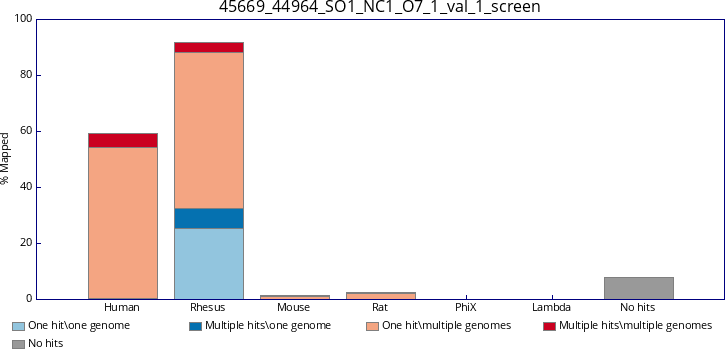 45669_44964_SO1_NC1_O7_1_val_1_screen
100
80
60
40
20
0
% Mapped
Human Rhesus Mouse Rat PhiX Lambda No hits
One hit\one genome Multiple hits\one genome One hit\multiple genomes Multiple hits\multiple genomes
No hits